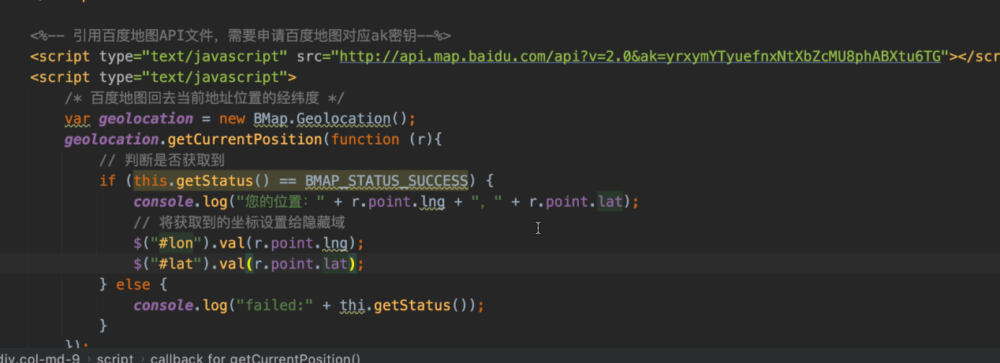 <%-- 引用百度地图API文件，需要申请百度地图对应ak密钥--%>
<script type="text/javascript" src="http://api.map.baidu.com/api?v=2.0&ak=yrxymYTyuefnxNtXbZcMU8phABXtu6TG"></scr
<script type="text/javascript">
/* 百度地图回去当前地址位置的经纬度 */
var geolocation = new BMap.Geolocation();
geolocation.getCurrentPosition(function (r){
// 判断是否获取到
if (this.getStatus() == BMAP_STATUS_SUCCESS) {
console.log("您的位置：" + r.point.lng + "，" + r.point.lat);
// 将获取到的坐标设置给隐藏域
$("#lon").val(r.point.lng);
$("#lat").val(r.point.lat);
} else {
console.log("failed:" + thi.getStatus());
}
});
div.col-md-9 › script › callback for getCurrentPosition()